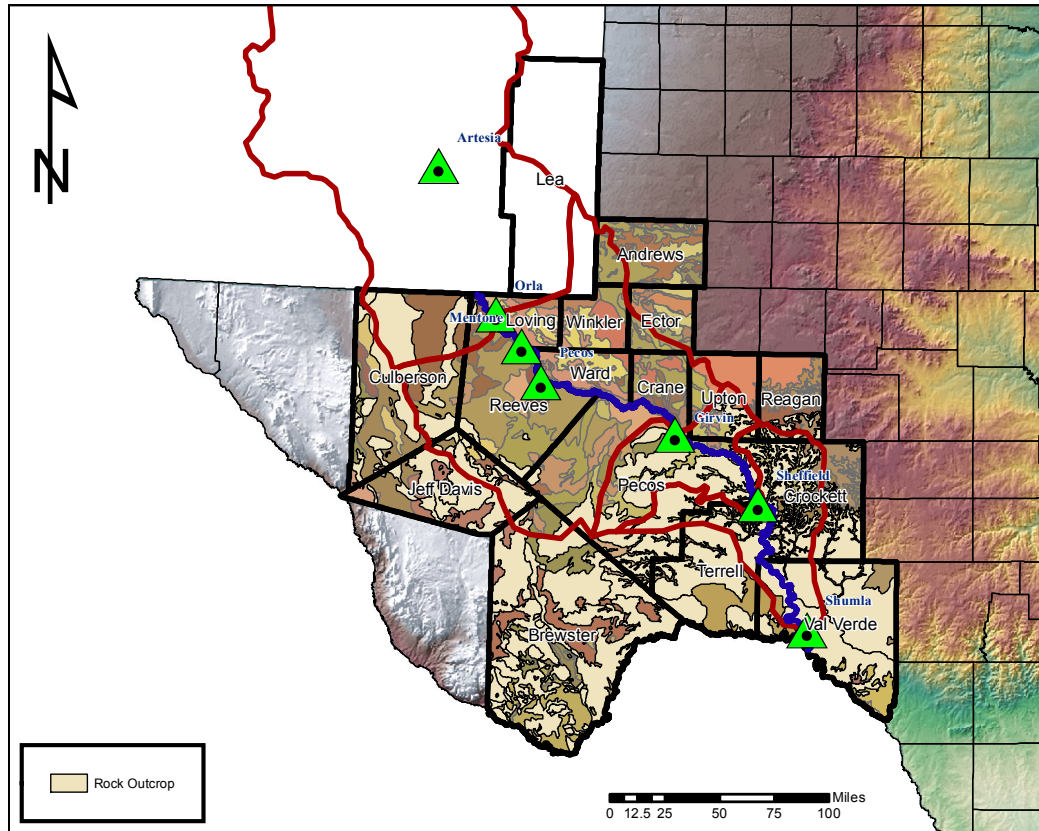 N
Artesia
Lea
Andrews
Orla
Mentone
Loving
Winkler
Ector
Pecos
Ward
Culberson
Reeves
Crane
Upton
Reagan
Girvin
Jeff Davis
Pecos
Sheffield
Crockett
Terrell
Shumla
Val Verde
Brewster
Rock Outcrop
Miles
0 12.5 25 50 75 100